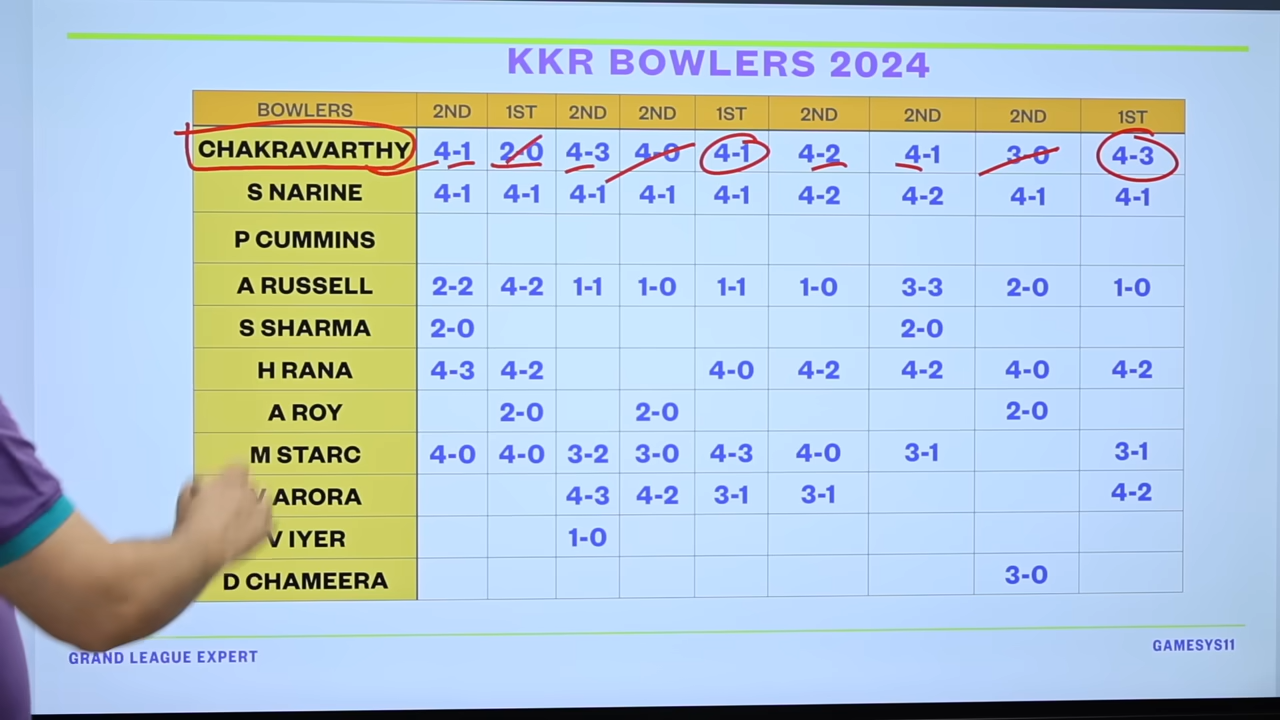 KKR BOWLERS 2024
BOWLERS 2ND 1ST 2ND 2ND 1ST 2ND 2ND 2ND 1ST
CHAKRAVARTHY 4-1 2-0 4-3 4-0 4-1 4-2 4-1 3-0 4-3
S NARINE 4-1 4-1 4-1 4-1 4-1 4-2 4-2 4-1 4-1
P CUMMINS
A RUSSELL 2-2 4-2 1-1 1-0 1-1 1-0 3-3 2-0 1-0
S SHARMA 2-0 2-0
H RANA 4-3 4-2 4-0 4-2 4-2 4-0 4-2
A ROY 2-0 2-0 2-0
M STARC 4-0 4-0 3-2 3-0 4-3 4-0 3-1 3-1
ARORA 4-3 4-2 3-1 3-1 4-2
V IYER 1-0
D CHAMEERA 3-0
GRAND LEAGUE EXPERT
GAMESYS11